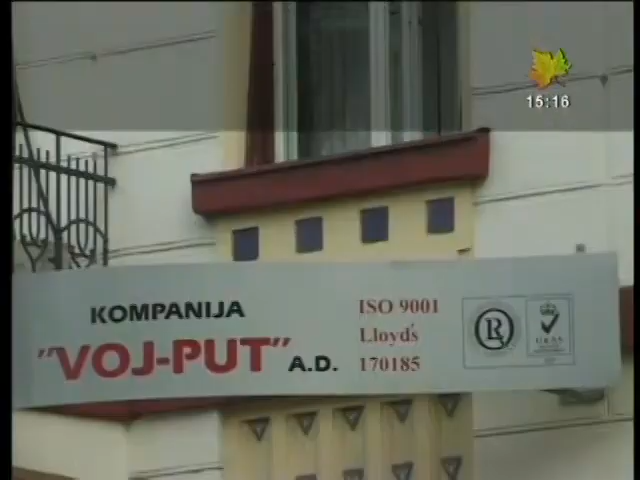 15:16
KOMPANIJA
"VOJ-PUT" A.D.
ISO 9001
Lloyd's
170185